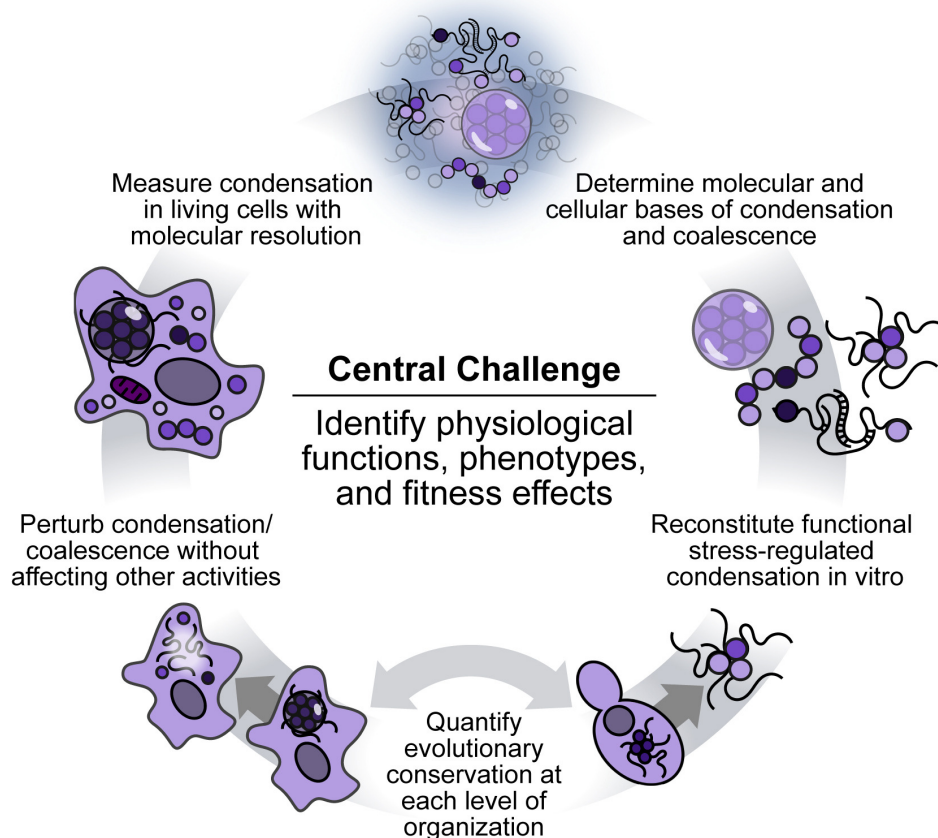 Measure condensation
in living cells with
molecular resolution
Determine molecular and
cellular bases of condensation
and coalescence
Central Challenge
Identify physiological
functions, phenotypes,
and fitness effects
Perturb condensation/
coalescence without
affecting other activities
Reconstitute functional
stress-regulated
condensation in vitro
Quantify
evolutionary
conservation at
each level of
organization